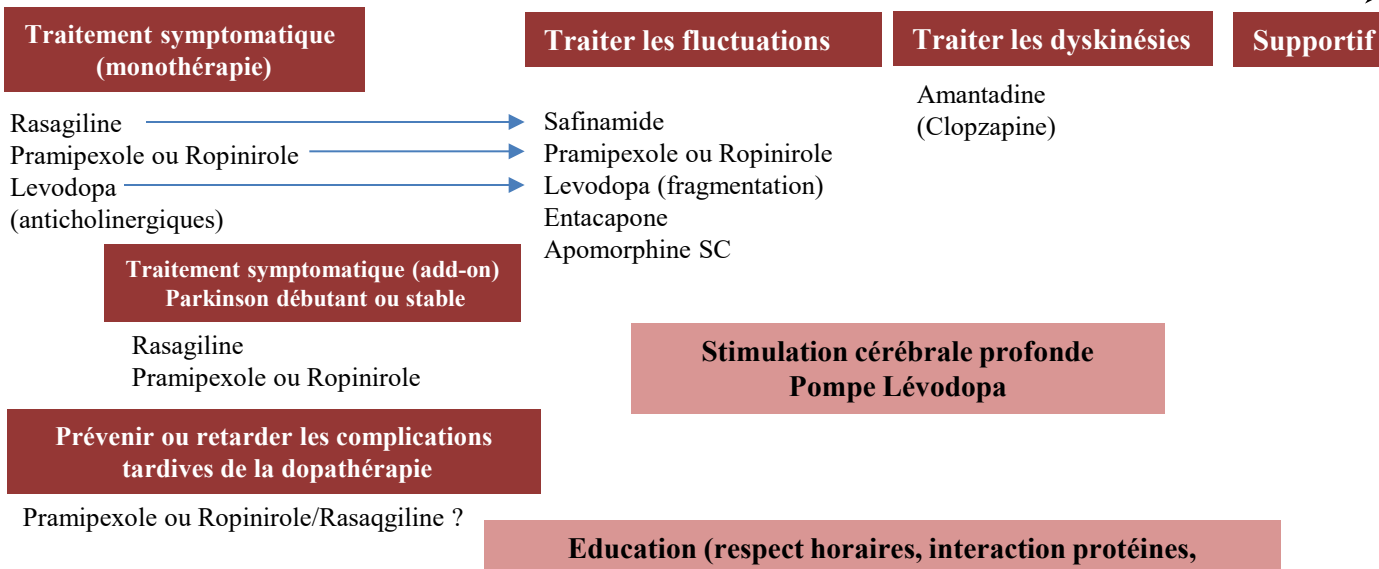 Traitement symptomatique
(monothérapie)
Rasagiline
Pramipexole ou Ropinirole
Levodopa
(anticholinergiques)
Traitement symptomatique (add-on)
Parkinson débutant ou stable
Rasagiline
Pramipexole ou Ropinirole
Prévenir ou retarder les complications
tardives de la dopathérapie
Pramipexole ou Ropinirole/Rasaqgiline ?
Traiter les fluctuations
Safinamide
Pramipexole ou Ropinirole
Levodopa (fragmentation)
Entacapone
Apomorphine SC
Traiter les dyskinésies
Amantadine
(Clopzapine)
Supportif
Stimulation cérébrale profonde
Pompe Lévodopa
Education (respect horaires, interaction protéines,